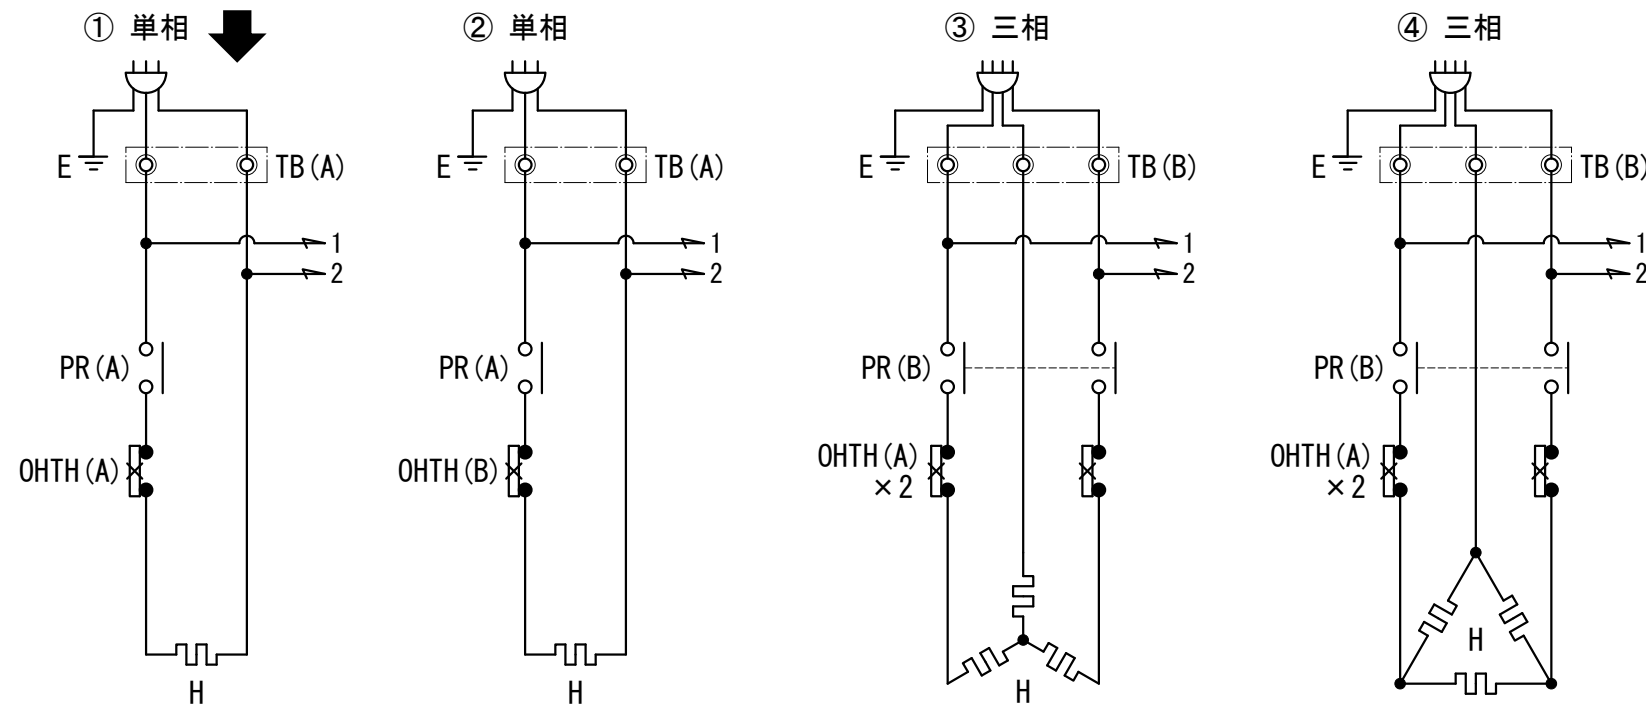 ① 単相
② 単相
③ 三相
④ 三相
E
TB(A)
E
TB(A)
E
TB(B)
E
TB(B)
1
1
1
1
2
2
2
2
PR(A)
PR(A)
PR(B)
PR(B)
OHTH(A)
OHTH(B)
OHTH(A)
×2
OHTH(A)
×2
H
H
H
H